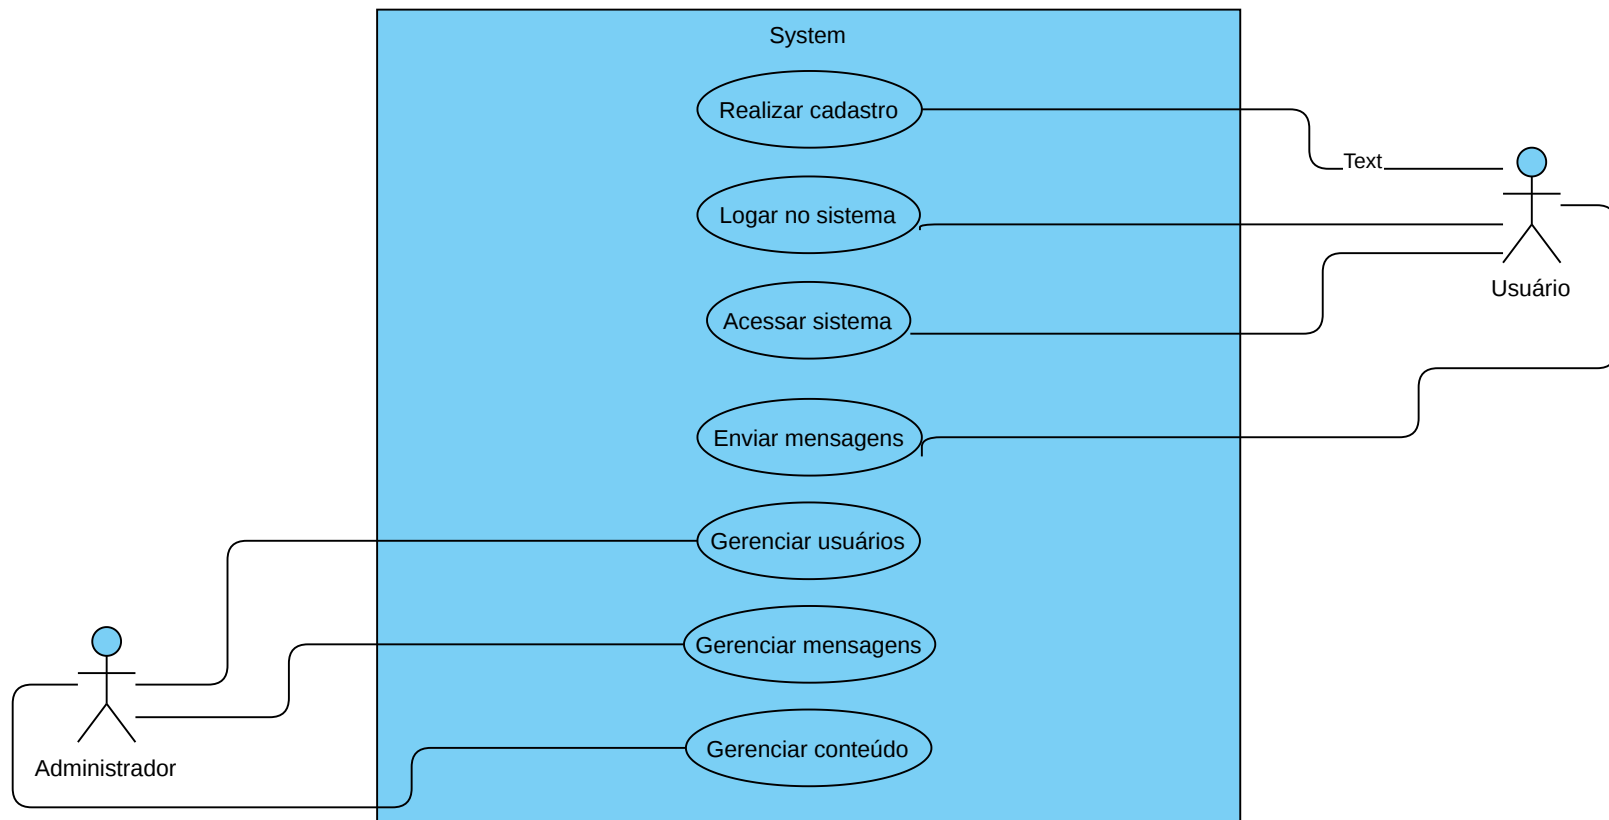 System
Realizar cadastro
Text
Logar no sistema
Usuário
Acessar sistema
Enviar mensagens
Gerenciar usuários
Gerenciar mensagens
Gerenciar conteúdo
Administrador